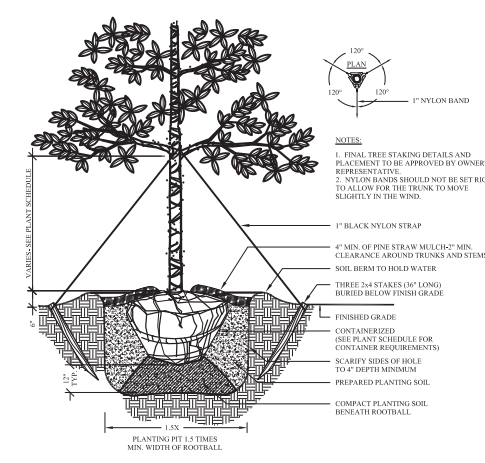 120°
PLAN
120°
120°
1" NYLON BAND
NOTES:
1. FINAL TREE STAKING DETAILS AND
PLACEMENT TO BE APPROVED BY OWNER
REPRESENTATIVE.
2. NYLON BANDS SHOULD NOT BE SET
TO ALLOW FOR THE TRUNK TO MOVE
SLIGHTLY IN THE WIND.
VARIES- SEE PLANT SCHEDULE
1" BLACK NYLON STRAP
4" MIN. OF PINE STRAW MULCH-2" MIN.
CLEARANCE AROUND TRUNKS AND STEMS
SOIL BERM TO HOLD WATER
THREE 2x4 STAKES (36" LONG)
BURIED BELOW FINISH GRADE
6"
FINISHED GRADE
CONTAINERIZED
(SEE PLANT SCHEDULE FOR
CONTAINER REQUIREMENTS)
SCARIFY SIDES OF HOLE
TO 4" DEPTH MINIMUM
12"
TYP.
PREPARED PLANTING SOIL
COMPACT PLANTING SOIL
BENEATH ROOTBALL
1.5X
PLANTING PIT 1.5 TIMES
MIN. WIDTH OF ROOTBALL